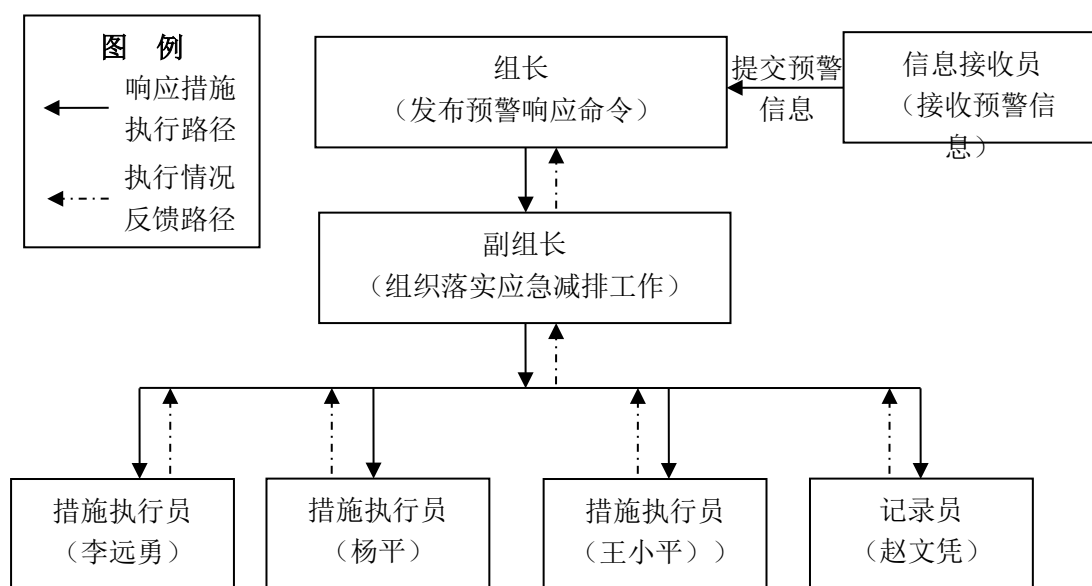 图 例
响应措施
执行路径
执行情况
反馈路径
组长
（发布预警响应命令）
提交预警
信息
信息接收员
（接收预警信
息）
副组长
（组织落实应急减排工作）
措施执行员
（李远勇）
措施执行员
（杨平）
措施执行员
（王小平））
记录员
（赵文凭）